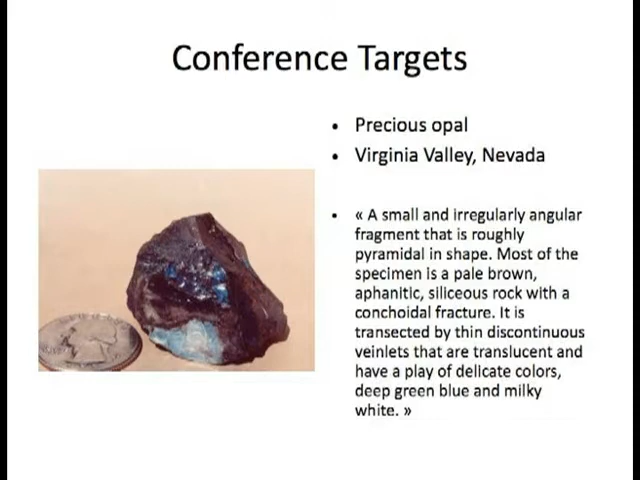 Conference Targets
• Precious opal
• Virginia Valley, Nevada
• « A small and irregularly angular
fragment that is roughly
pyramidal in shape. Most of the
specimen is a pale brown,
aphanitic, siliceous rock with a
conchoidal fracture. It is
transected by thin discontinuous
veinlets that are translucent and
have a play of delicate colors,
deep green blue and milky
white. »